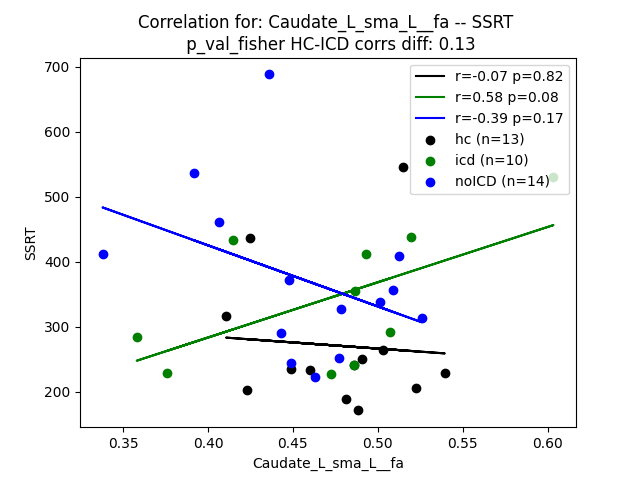 Correlation for: Caudate_L_sma_L__fa -- SSRT
p_val_fisher HC-ICD corrs diff: 0.13
700
600
500
400
300
200
SSRT
r=-0.07 p=0.82
r=0.58 p=0.08
r=-0.39 p=0.17
hc (n=13)
icd (n=10)
noICD (n=14)
0.35 0.40 0.45 0.50 0.55 0.60
Caudate_L_sma_L__fa